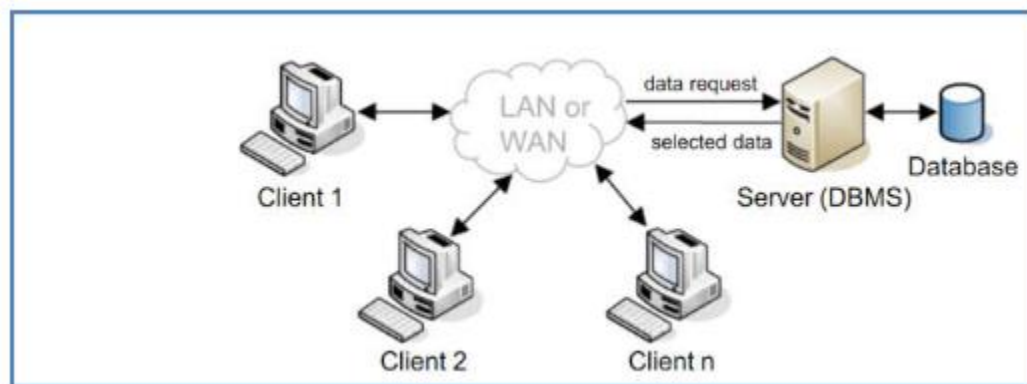 data request
LAN or
WAN
selected data
Client 1
Server (DBMS)
Database
Client 2
Client n